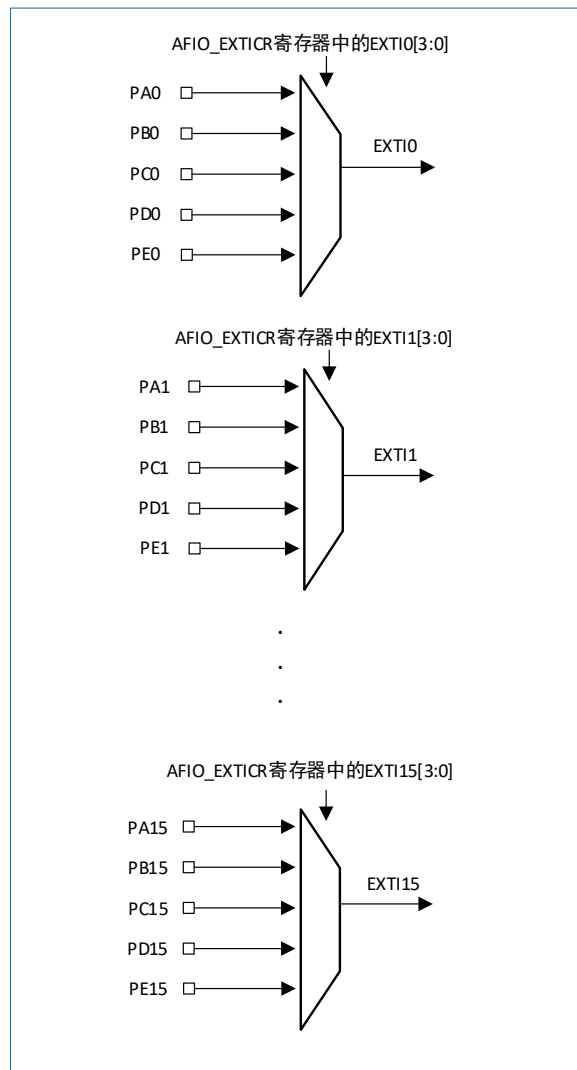 AFIO_EXTICR寄存器中的EXTI0[3:0]
PA0
PB0
PC0
PD0
PE0
EXTI0
AFIO_EXTICR寄存器中的EXTI1[3:0]
PA1
PB1
PC1
PD1
PE1
EXTI1
.
.
.
AFIO_EXTICR寄存器中的EXTI15[3:0]
PA15
PB15
PC15
PD15
PE15
EXTI15